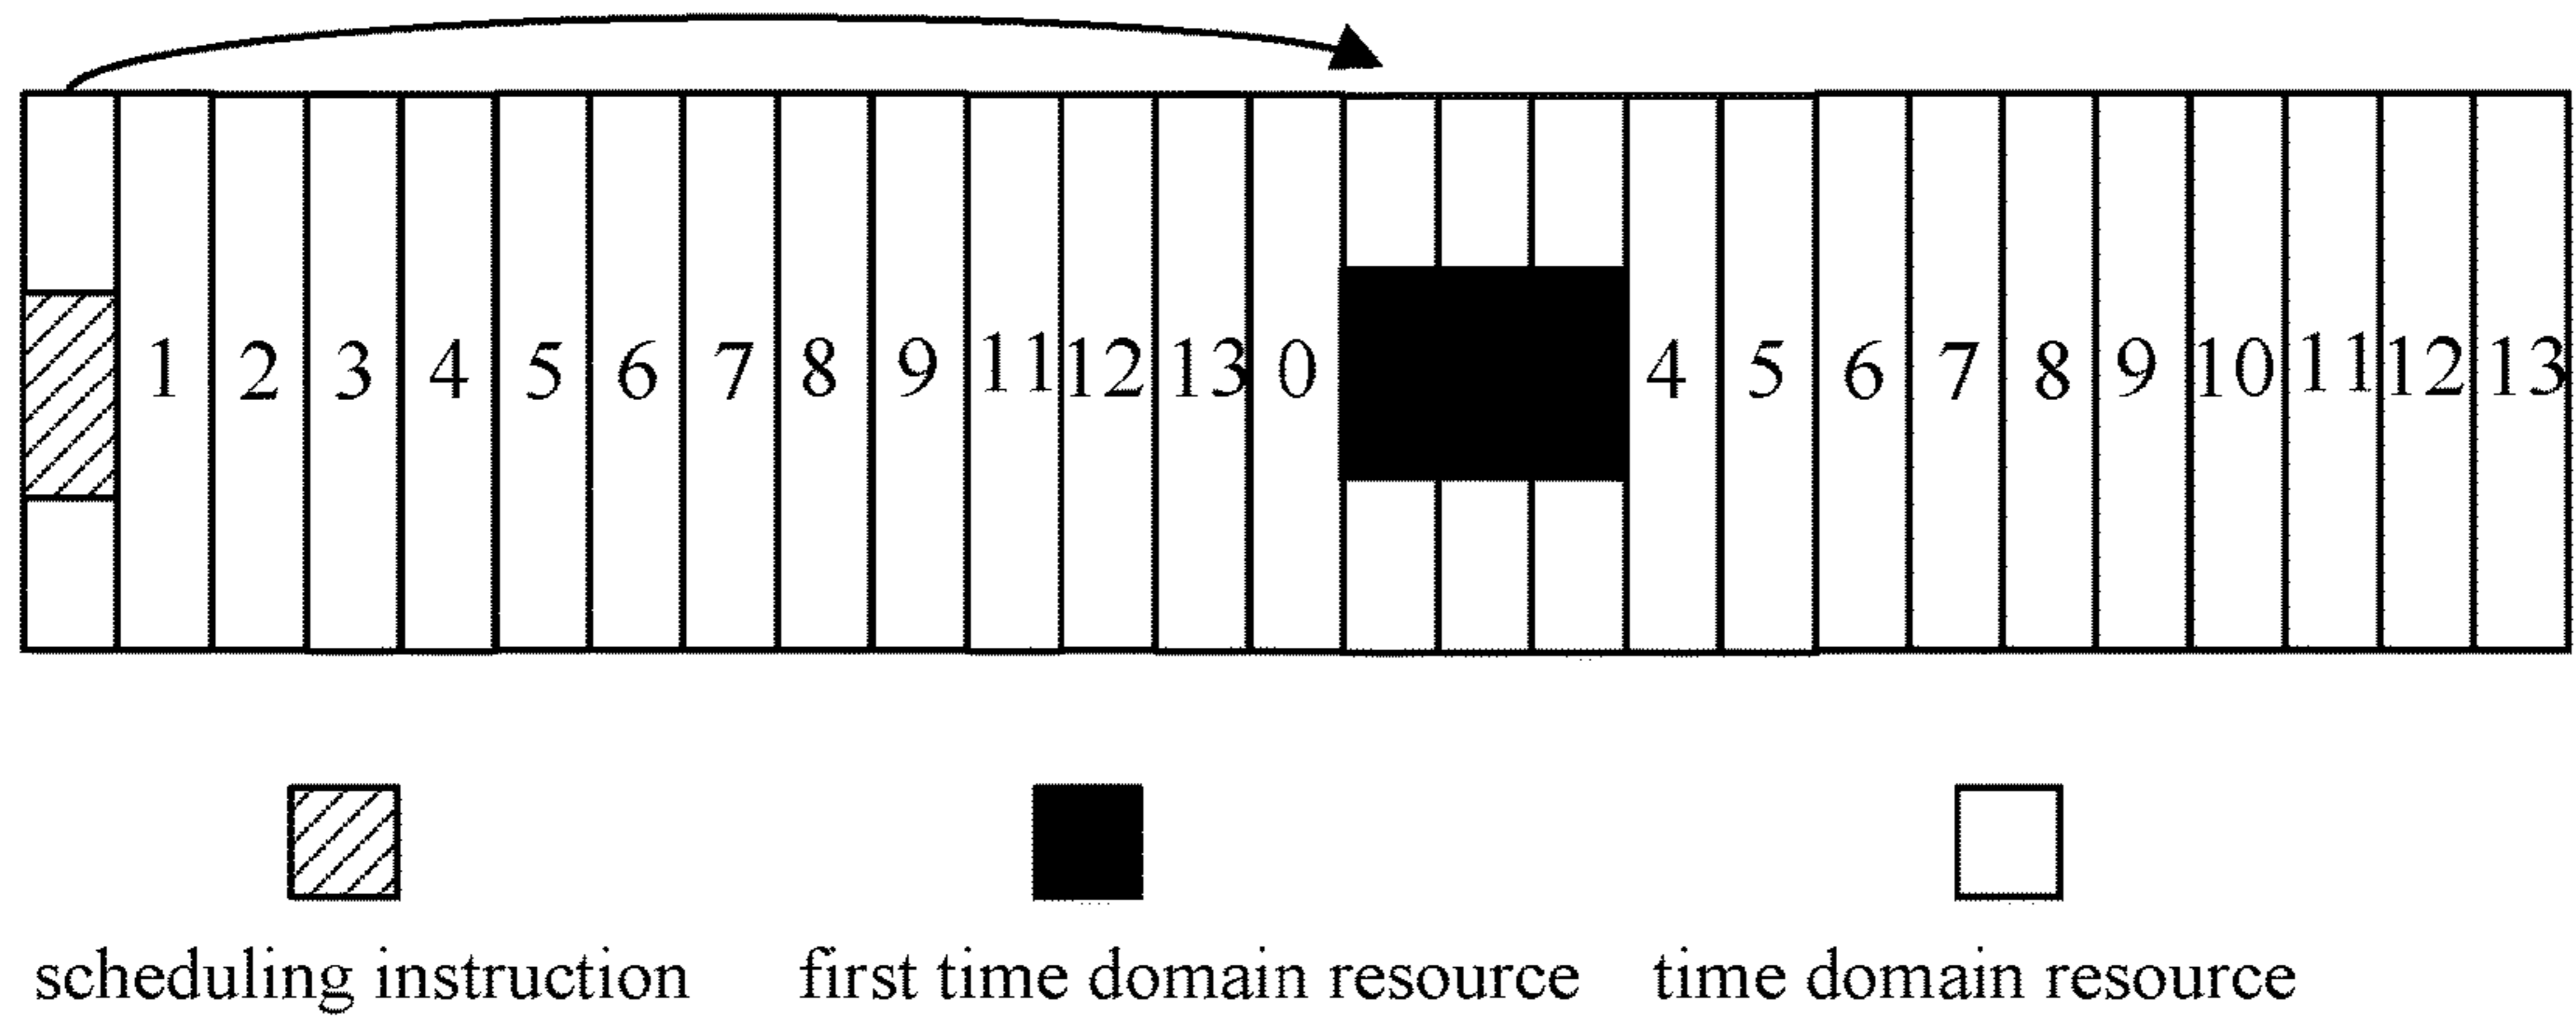 1 2 3 4 5 6 7 8 9 11 12 13 0 4 5 6 7 8 9 10 11 12 13
scheduling instruction first time domain resource time domain resource